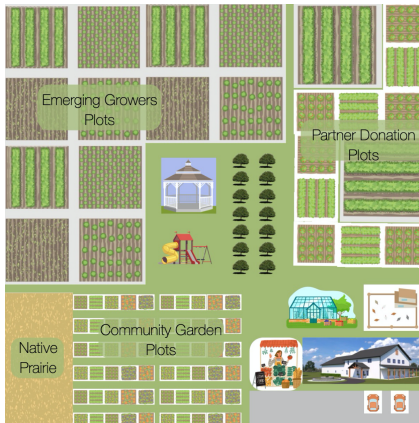 Emerging Growers
Plots
Partner Donation
Plots
Community Garden
Plots
Native
Prairie